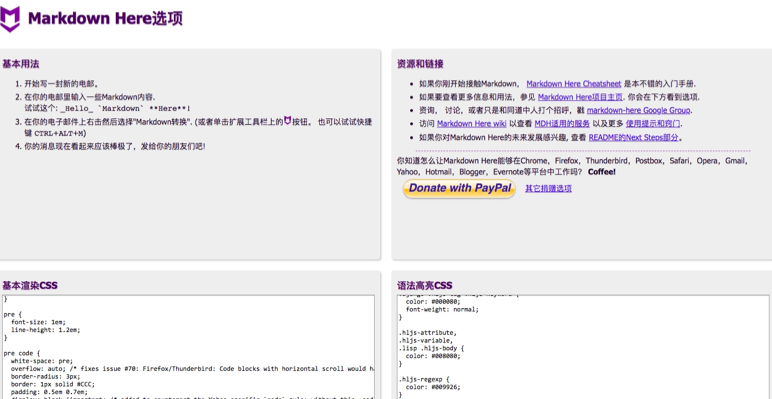 Markdown Here选项
基本用法
1. 开始写一封新的电邮。
2. 在你的电邮里输入一些Markdown内容.
试试这个: _Hello_ `Markdown` **Here**!
3. 在你的电子邮件上右击然后选择"Markdown转换". (或者单击扩展工具栏上的按钮。 也可以试试快捷
键 CTRL+ALT+M)
4. 你的消息现在看起来应该棒极了，发给你的朋友们吧!
资源和链接
如果你刚开始接触Markdown， Markdown Here Cheatsheet 是本不错的入门手册.
如果要查看更多信息和用法，参见 Markdown Here项目主页. 你会在下方看到选项.
资询， 讨论，或者只是和同道中人打个招呼，戳 markdown-here Google Group.
访问 Markdown Here wiki 以查看 MDH适用的服务 以及更多 使用提示和窍门.
如果你对Markdown Here的未来发展感兴趣, 查看 README的Next Steps部分。
你知道怎么让Markdown Here能够在Chrome，Firefox，Thunderbird，Postbox，Safari，Opera，Gmail，
Yahoo，Hotmail，Blogger，Evernote等平台中工作吗？ Coffee!
Donate with PayPal 其它捐赠选项
基本渲染CSS
}
pre {
font-size: 1em;
line-height: 1.2em;
}
pre code {
white-space: pre;
overflow: auto; /* fixes issue #70: Firefox/Thunderbird: Code blocks with horizontal scroll would h
border-radius: 3px;
border: 1px solid #CCC;
padding: 0.5em 0.7em;
语法高亮CSS
color: #000080;
font-weight: normal;
}
.hljs-attribute,
.hljs-variable,
.lisp .hljs-body {
color: #008080;
}
.hljs-regexp {
color: #009926;
}